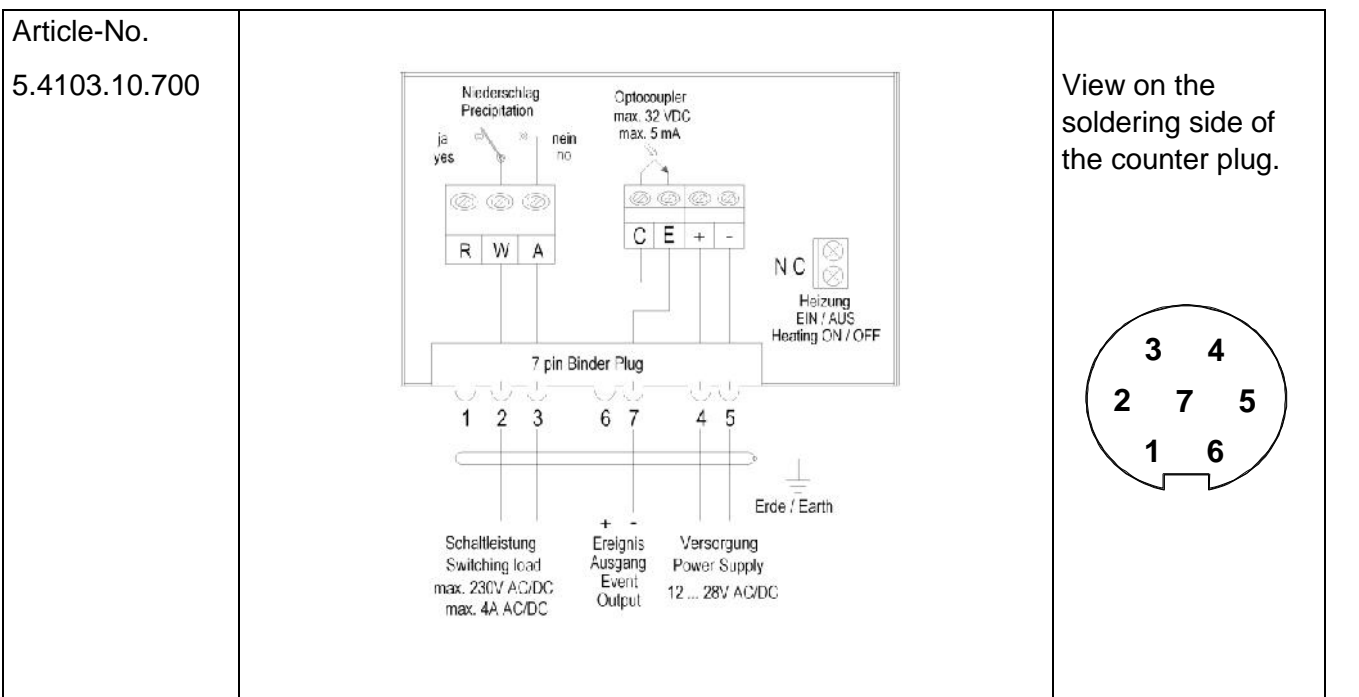 Article-No.
5.4103.10.700
Niederschlag
Precipitation
ja
yes
nein
no
Optocoupler
max. 32 VDC
max. 5 mA
R W A
C E + -
N C
Heizung
EIN / AUS
Heating ON / OFF
7 pin Binder Plug
1 2 3 6 7 4 5
Erde / Earth
Schaltleistung
Switching load
max. 230V AC/DC
max. 4A AC/DC
+ -
Ereignis
Ausgang
Event
Output
Versorgung
Power Supply
12 ... 28V AC/DC
View on the
soldering side of
the counter plug.
3 4
2 7 5
1 6